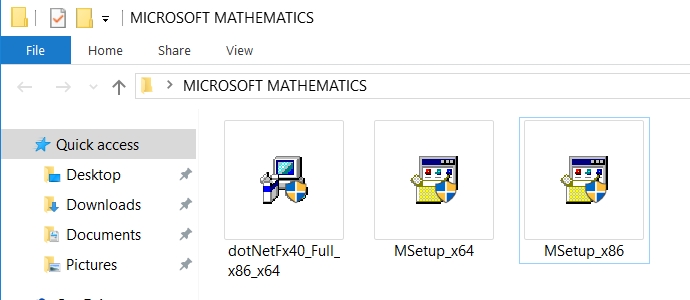 MICROSOFT MATHEMATICS
File Home Share View
MICROSOFT MATHEMATICS
Quick access
Desktop
Downloads
Documents
Pictures
dotNetFx40_Full_
x86_x64
MSetup_x64
MSetup_x86